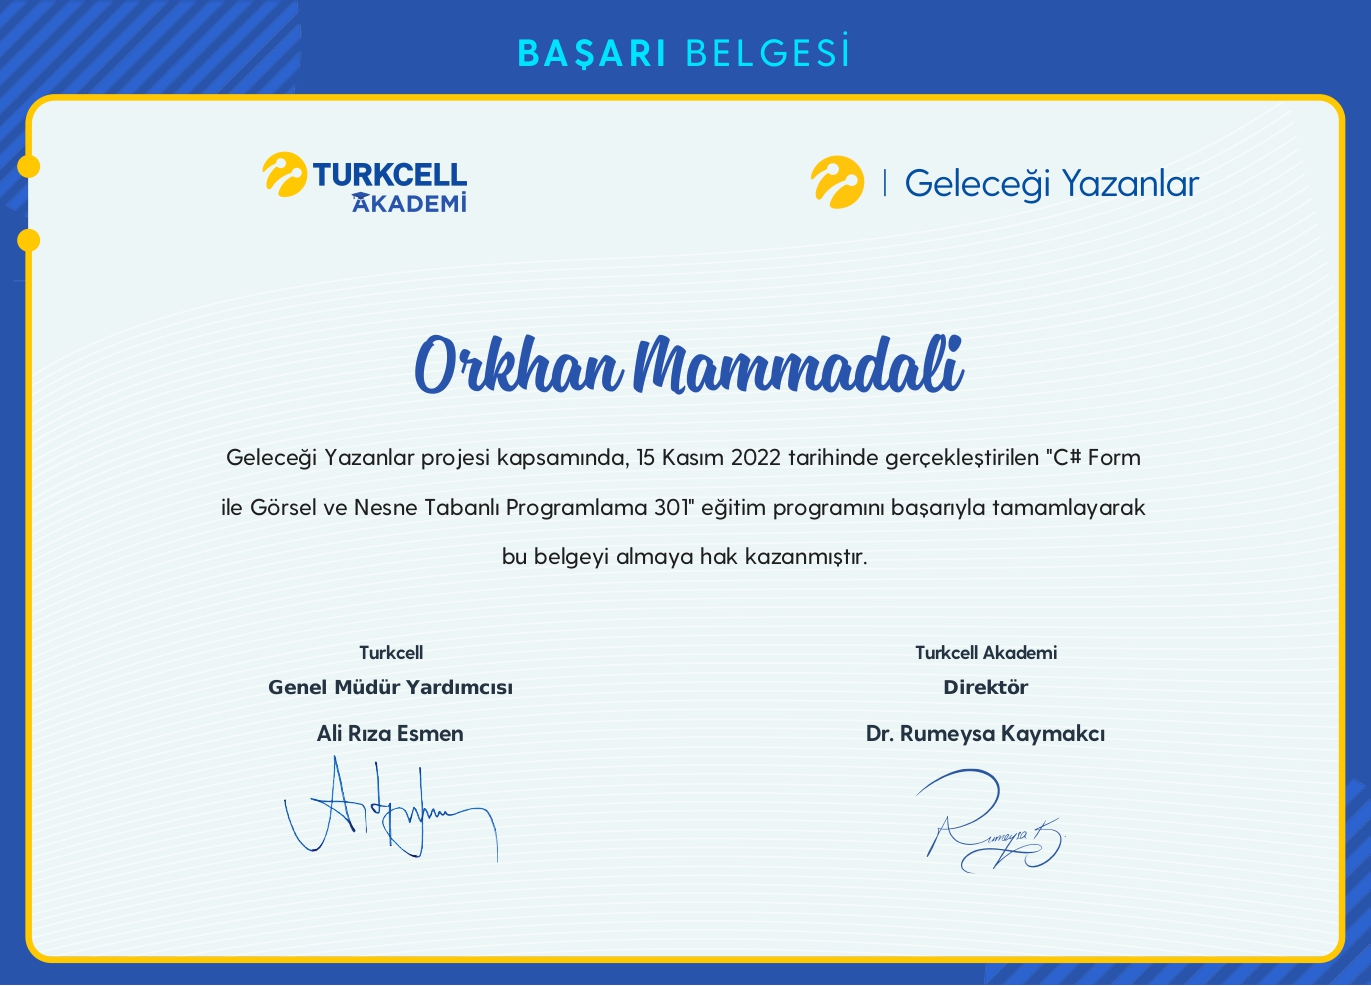 BAŞARI BELGESİ
TURKCELL
AKADEMİ
Geleceği Yazanlar
Orkhan Mammadali
Geleceği Yazanlar projesi kapsamında, 15 Kasım 2022 tarihinde gerçekleştirilen "C# Form
ile Görsel ve Nesne Tabanlı Programlama 301" eğitim programını başarıyla tamamlayarak
bu belgeyi almaya hak kazanmıştır.
Turkcell
Genel Müdür Yardımcısı
Ali Rıza Esmen
Turkcell Akademi
Direktör
Dr. Rumeysa Kaymakcı
Rumeysa K.